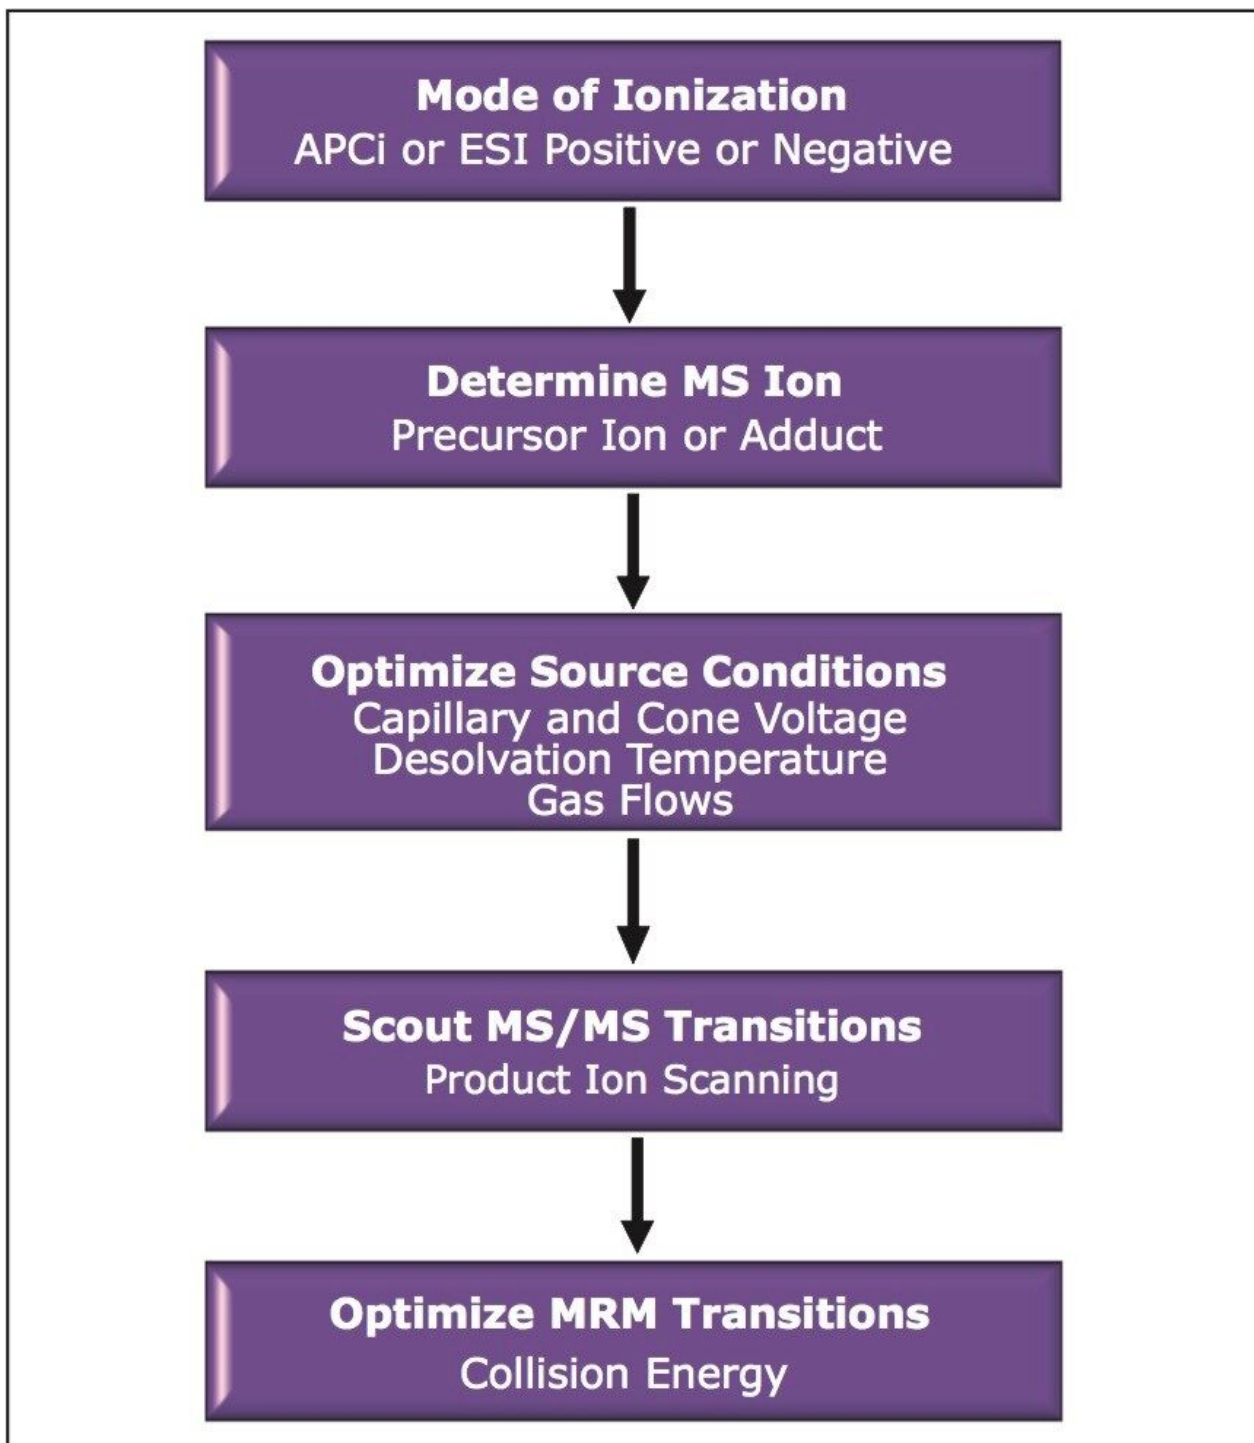 Mode of Ionization
APCi or ESI Positive or Negative
Determine MS Ion
Precursor Ion or Adduct
Optimize Source Conditions
Capillary and Cone Voltage
Desolvation Temperature
Gas Flows
Scout MS/MS Transitions
Product Ion Scanning
Optimize MRM Transitions
Collision Energy